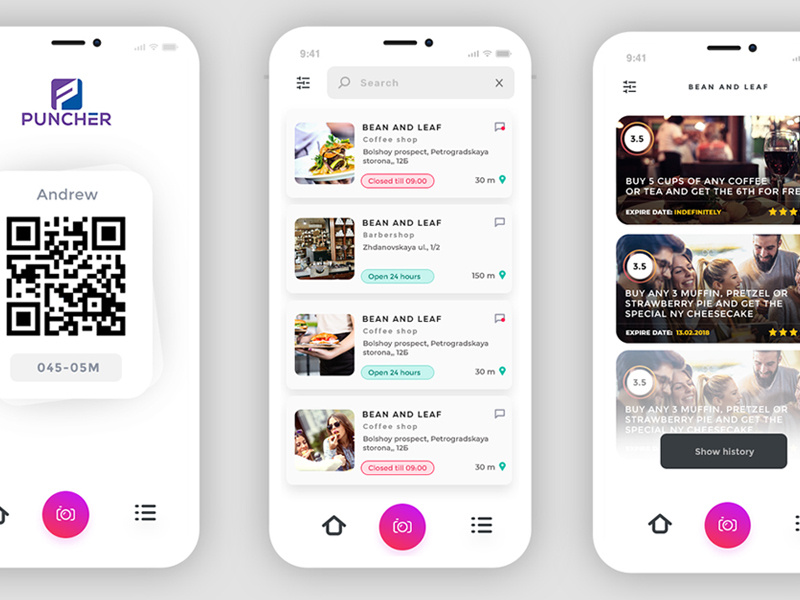 PUNCHER
Andrew
045-05M
9:41
Search X
BEAN AND LEAF
Coffee shop
Bolshoy prospect, Petrogradskaya
storona,, 12Б
Closed till 09:00
30 m
BEAN AND LEAF
Barbershop
Zhdanovskaya ul., 1/2
Open 24 hours
150 m
BEAN AND LEAF
Coffee shop
Bolshoy prospect, Petrogradskaya
storona,, 12Б
Open 24 hours
30 m
BEAN AND LEAF
Coffee shop
Bolshoy prospect, Petrogradskaya
storona,, 12Б
Closed till 09:00
30 m
9:41
BEAN AND LEAF
3.5
BUY 5 CUPS OF ANY COFFEE
OR TEA AND GET THE 6TH FOR FRE
EXPIRE DATE: INDEFINITELY
3.5
BUY ANY 3 MUFFIN, PRETZEL OR
STRAWBERRY PIE AND GET THE
SPECIAL NY CHEESECAKE
EXPIRE DATE: 13.02.2018
3.5
BUY ANY 3 MUFFIN, PRETZEL OR
STRAWBERRY PIE AND GET THE
SPECIAL NY CHEESECAKE
Show history